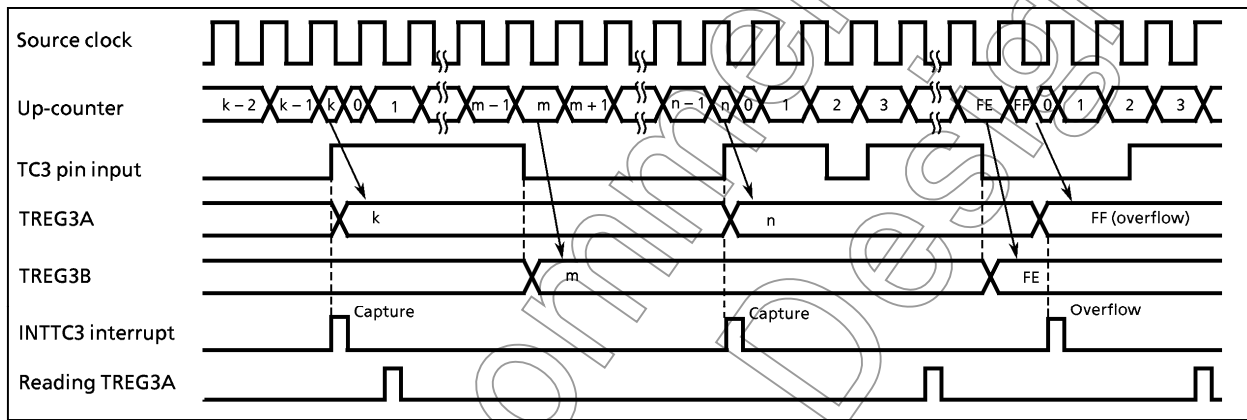 Source clock
Up-counter k – 2 k – 1 k 0 1 m – 1 m m + 1 n – 1 n 0 1 2 3 FE FF 0 1 2 3
TC3 pin input
TREG3A k n FF (overflow)
TREG3B m FE
INTTC3 interrupt Capture Capture Overflow
Reading TREG3A